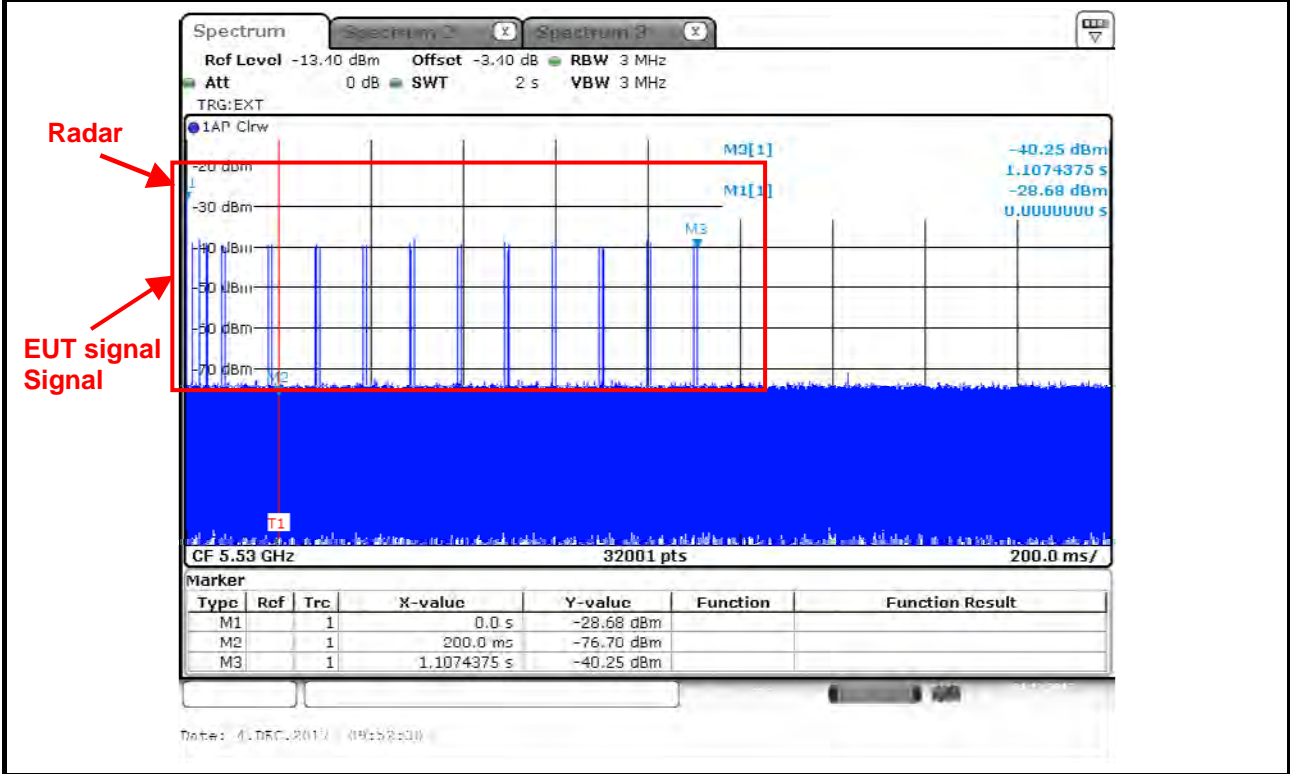 Spectrum Spectrum 2 X Spectrum 3 X
Ref Level -13.40 dBm Offset -3.40 dB RBW 3 MHz
Att 0 dB SWT 2 s VBW 3 MHz
TRG:EXT
1AP Clrw
Radar
M3[1] -40.25 dBm
1.1074375 s
M1[1] -28.68 dBm
0.0000000 s
-20 dBm
-30 dBm
M3
-40 dBm
-50 dBm
EUT signal
Signal
-60 dBm
-70 dBm
M2
T1
CF 5.53 GHz 32001 pts 200.0 ms/
Marker
Type Ref Trc X-value Y-value Function Function Result
M1 1 0.0 s -28.68 dBm
M2 1 200.0 ms -76.70 dBm
M3 1 1.1074375 s -40.25 dBm
Date: 4.DEC.2017